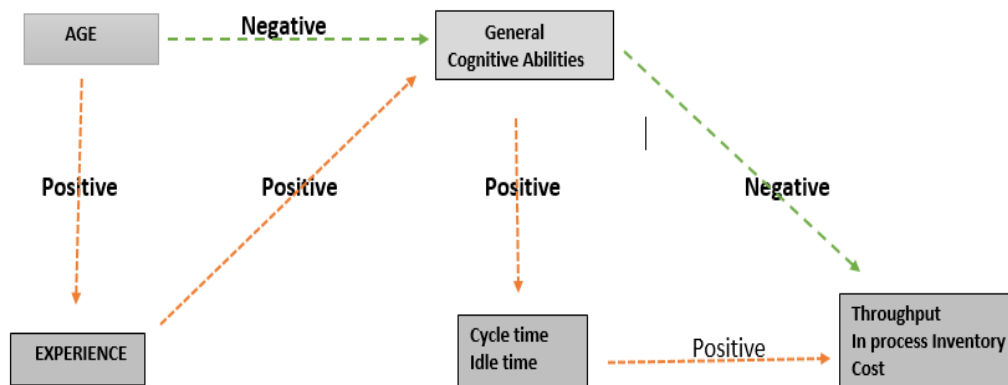 AGE
Negative
General
Cognitive Abilities
Positive
Positive
Positive
Negative
EXPERIENCE
Cycle time
Idle time
Positive
Throughput
In process Inventory
Cost